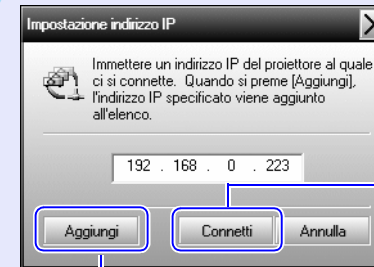 Impostazione indirizzo IP
Immettere un indirizzo IP del proiettore al quale
ci si connette. Quando si preme [Aggiungi],
l'indirizzo IP specificato viene aggiunto
all'elenco.
192 . 168 . 0 . 223
Aggiungi Connetti Annulla